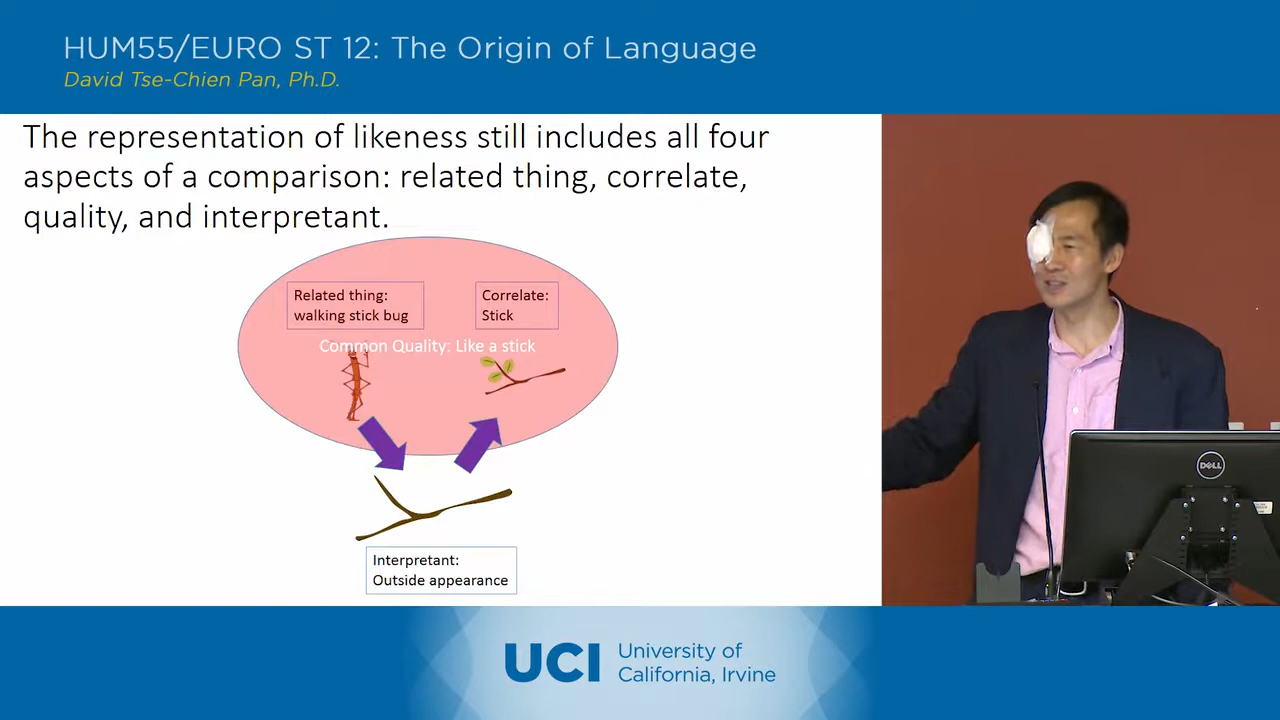 HUM55/EURO ST 12: The Origin of Language
David Tse-Chien Pan, Ph.D.
The representation of likeness still includes all four
aspects of a comparison: related thing, correlate,
quality, and interpretant.
Related thing:
walking stick bug
Correlate:
Stick
Common Quality: Like a stick
Interpretant:
Outside appearance
DELL
UCI
University of
California, Irvine